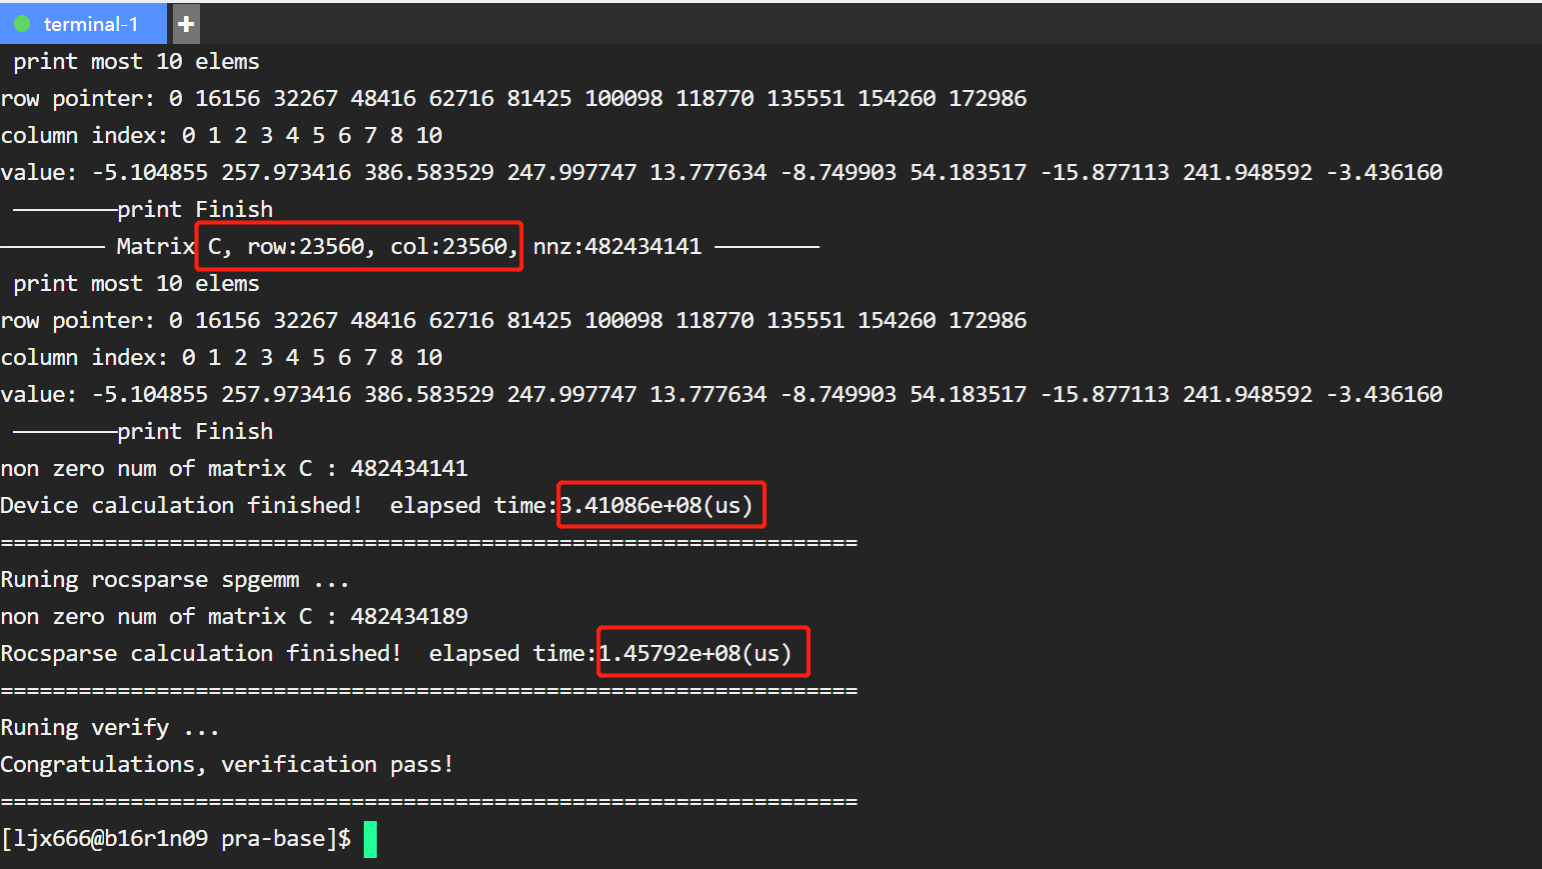 terminal-1 +
print most 10 elems
row pointer: 0 16156 32267 48416 62716 81425 100098 118770 135551 154260 172986
column index: 0 1 2 3 4 5 6 7 8 10
value: -5.104855 257.973416 386.583529 247.997747 13.777634 -8.749903 54.183517 -15.877113 241.948592 -3.436160
————————print Finish
———————— Matrix C, row:23560, col:23560, nnz:482434141 ————————
print most 10 elems
row pointer: 0 16156 32267 48416 62716 81425 100098 118770 135551 154260 172986
column index: 0 1 2 3 4 5 6 7 8 10
value: -5.104855 257.973416 386.583529 247.997747 13.777634 -8.749903 54.183517 -15.877113 241.948592 -3.436160
————————print Finish
non zero num of matrix C : 482434141
Device calculation finished!  elapsed time:3.41086e+08(us)
==================================================================
Runing rocsparse spgemm ...
non zero num of matrix C : 482434189
Rocsparse calculation finished!  elapsed time:1.45792e+08(us)
==================================================================
Runing verify ...
Congratulations, verification pass!
==================================================================
[ljx666@b16r1n09 pra-base]$